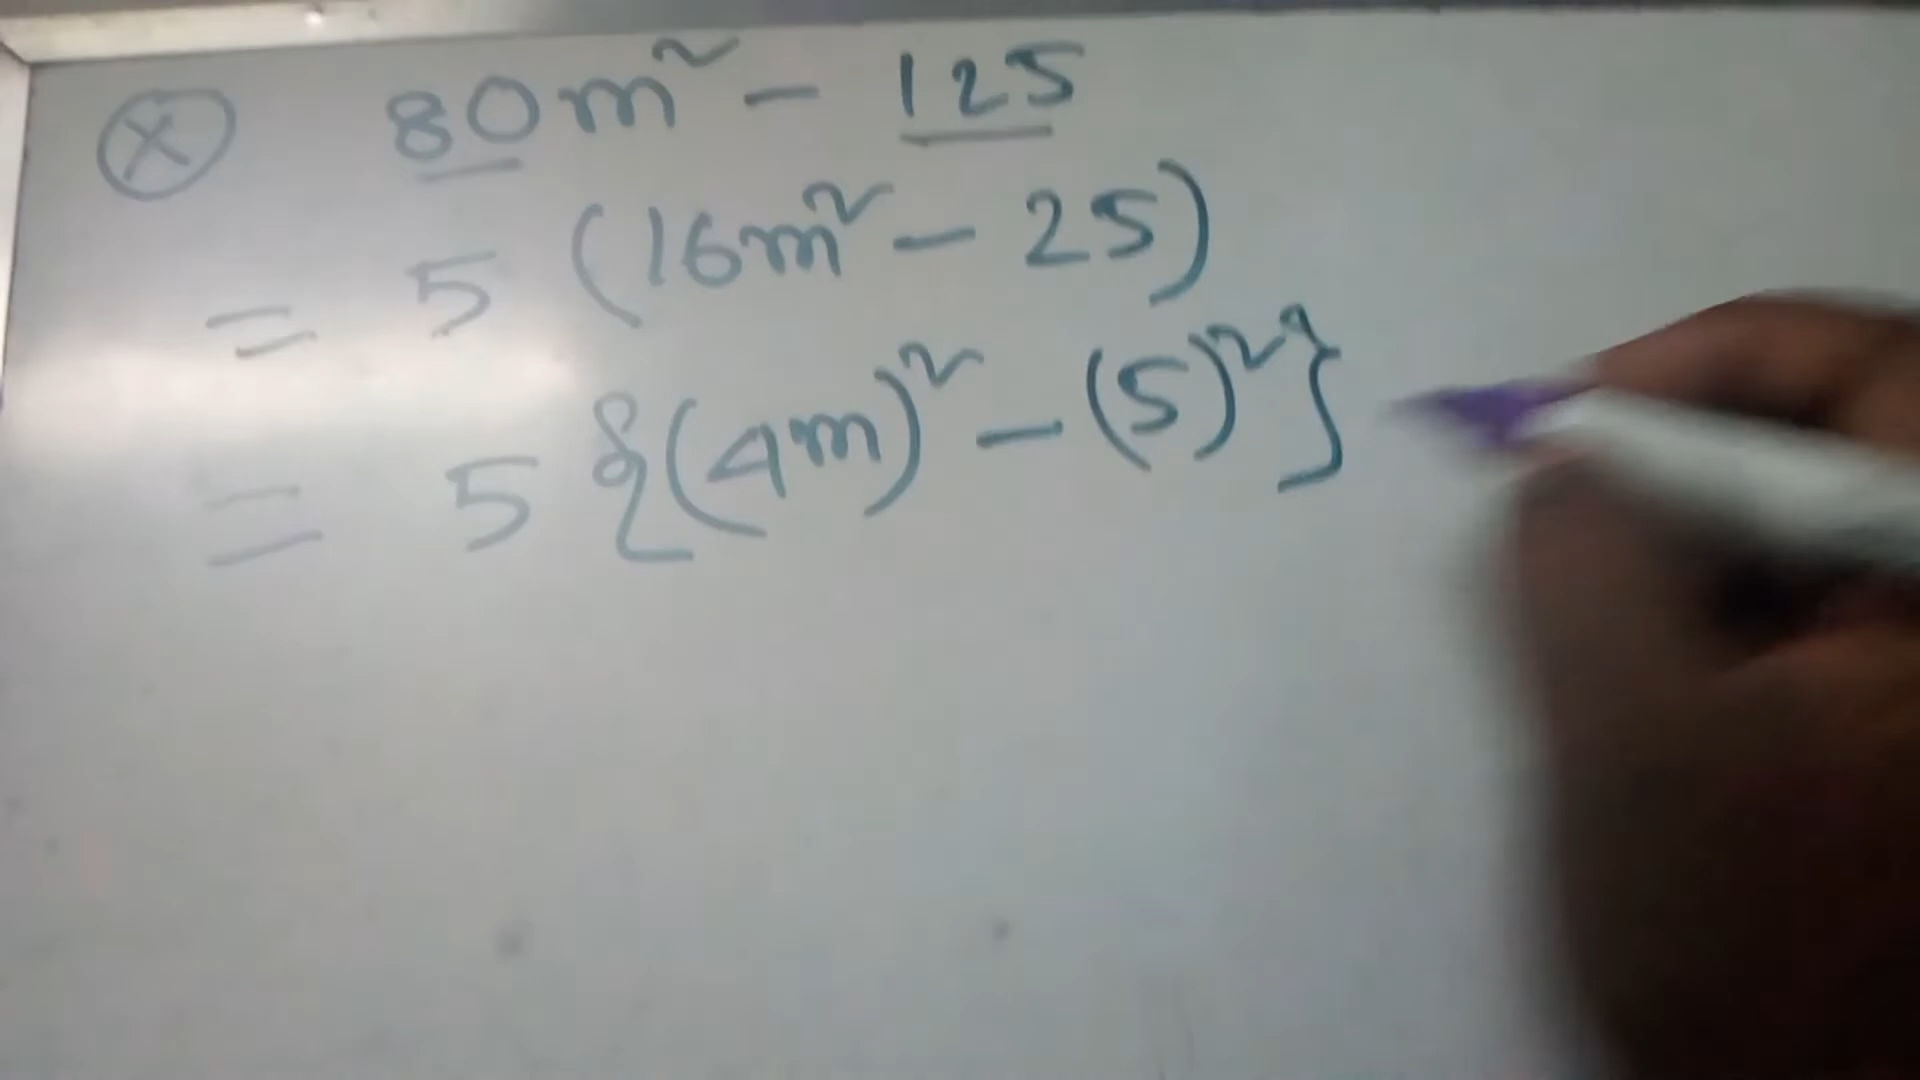 ⓧ 80m² - 125
= 5 (16m² - 25)
= 5 {(4m)² - (5)²}